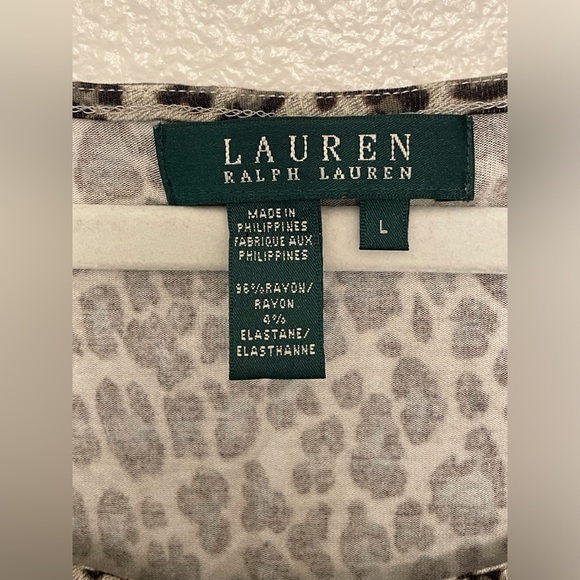 LAUREN
RALPH LAUREN
L
MADE IN
PHILIPPINES
FABRIQUE AUX
PHILIPPINES
96%RAYON/
RAYON
4%
ELASTANE/
ELASTHANNE